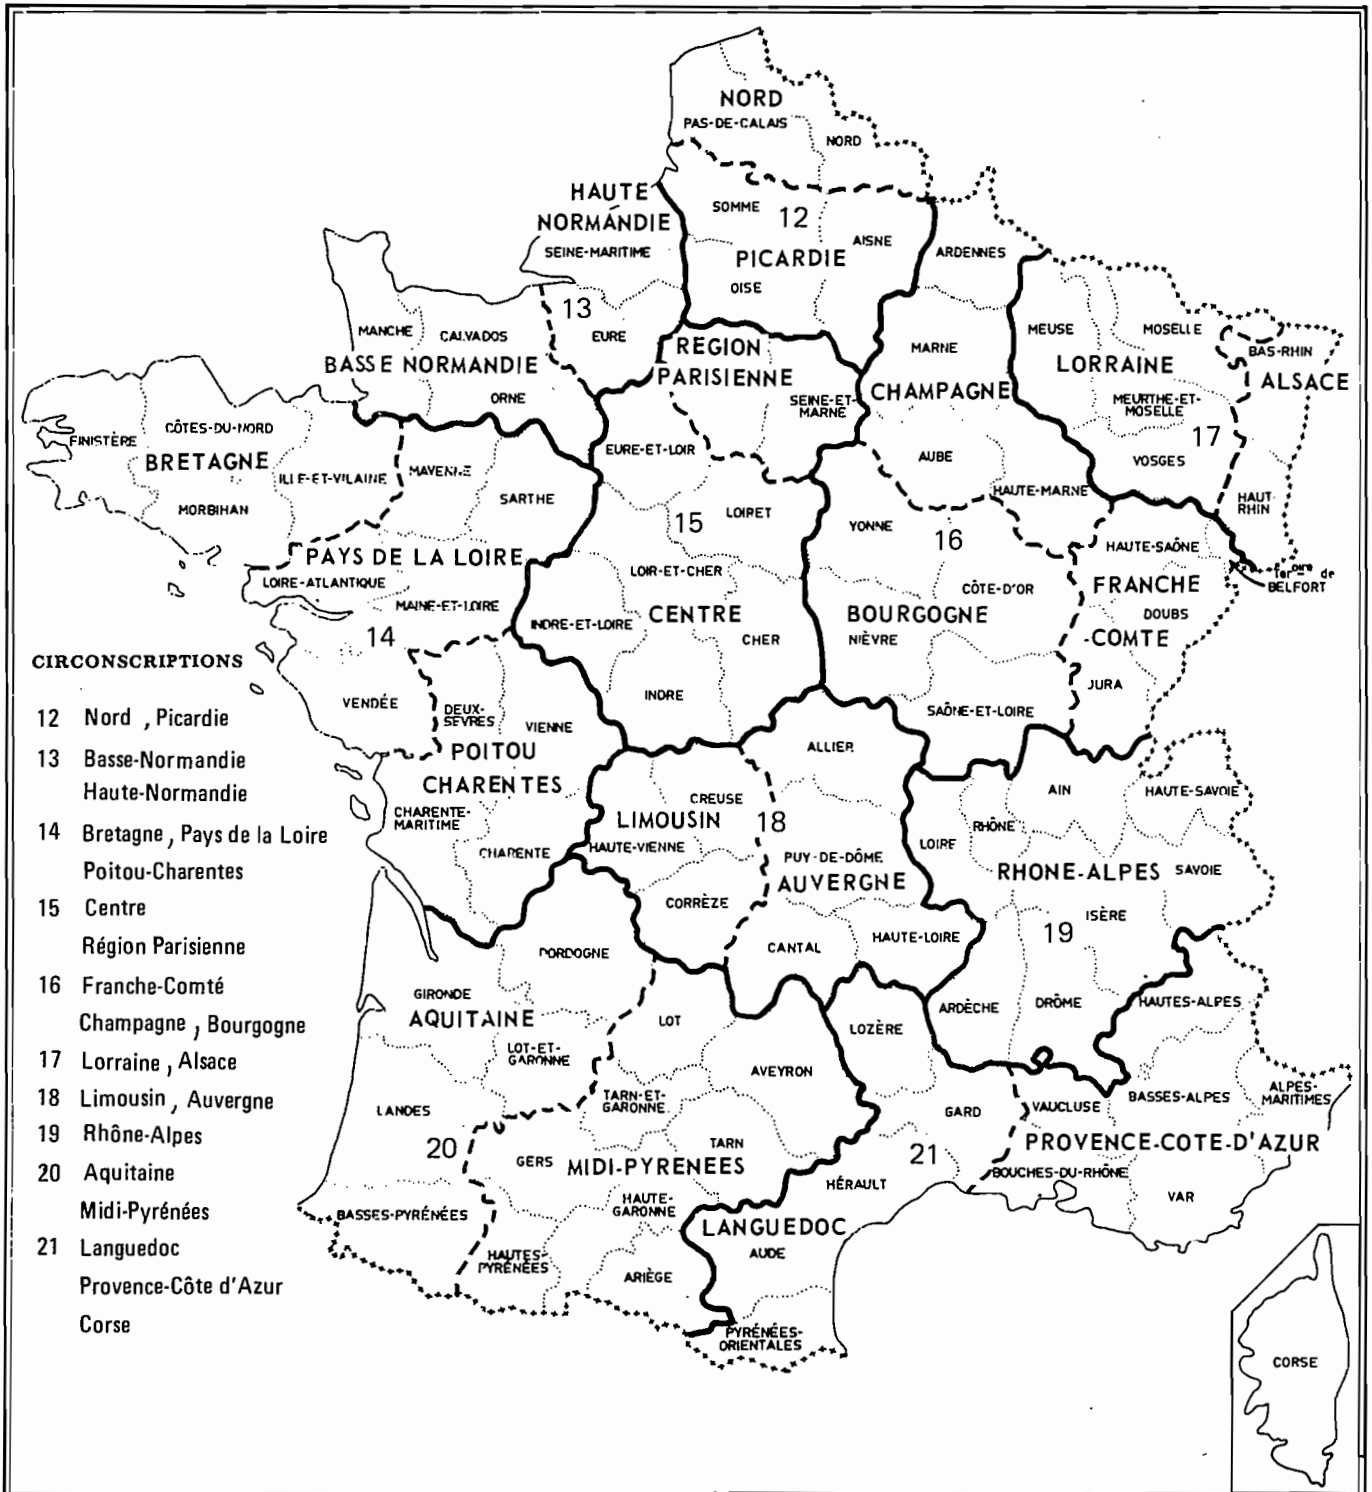 NORD
PAS-DE-CALAIS
NORD
HAUTE
NORMANDIE
SEINE-MARITIME
SOMME
12
AISNE
PICARDIE
OISE
ARDENNES
13
EURE
MANCHE
CALVADOS
BASSE NORMANDIE
ORNE
REGION
PARISIENNE
SEINE-ET-
MARNE
MARNE
CHAMPAGNE
MEUSE
MOSELLE
LORRAINE
MEURTHE-ET-
MOSELLE
17
VOSGES
BAS-RHIN
ALSACE
HAUT
RHIN
FINISTÈRE
CÔTES-DU-NORD
BRETAGNE
ILLE-ET-VILAINE
MORBIHAN
MAYENNE
SARTHE
EURE-ET-LOIR
AUBE
HAUTE-MARNE
LOIRET
15
YONNE
16
PAYS DE LA LOIRE
LOIRE-ATLANTIQUE
MAINE-ET-LOIRE
14
LOIR-ET-CHER
INDRE-ET-LOIRE
CENTRE
CHER
INDRE
CÔTE-D'OR
BOURGOGNE
NIÈVRE
SAÔNE-ET-LOIRE
HAUTE-SAÔNE
FRANCHE
DOUBS
-COMTE
JURA
Teroire de
BELFORT
VENDÉE
DEUX-
SÈVRES
VIENNE
POITOU
CHARENTES
CHARENTE-
MARITIME
CHARENTE
ALLIER
CREUSE
LIMOUSIN
18
HAUTE-VIENNE
PUY-DE-DÔME
AUVERGNE
CORRÈZE
CANTAL
HAUTE-LOIRE
AIN
HAUTE-SAVOIE
RHÔNE
LOIRE
RHONE-ALPES
SAVOIE
ISÈRE
19
ARDÈCHE
DRÔME
HAUTES-ALPES
DORDOGNE
GIRONDE
AQUITAINE
LOT-ET-
GARONNE
LANDES
20
BASSES-PYRÉNÉES
LOT
AVEYRON
TARN-ET-
GARONNE
TARN
GERS
MIDI-PYRENEES
HAUTE-
GARONNE
HAUTES-
PYRÉNÉES
ARIÈGE
LOZÈRE
GARD
21
HÉRAULT
LANGUEDOC
AUDE
PYRÉNÉES-
ORIENTALES
VAUCLUSE
BASSES-ALPES
ALPES-
MARITIMES
PROVENCE-COTE-D'AZUR
BOUCHES-DU-RHÔNE
VAR
CORSE
CIRCONSCRIPTIONS
12 Nord , Picardie
13 Basse-Normandie
Haute-Normandie
14 Bretagne, Pays de la Loire
Poitou-Charentes
15 Centre
Région Parisienne
16 Franche-Comté
Champagne , Bourgogne
17 Lorraine , Alsace
18 Limousin , Auvergne
19 Rhône-Alpes
20 Aquitaine
Midi-Pyrénées
21 Languedoc
Provence-Côte d'Azur
Corse